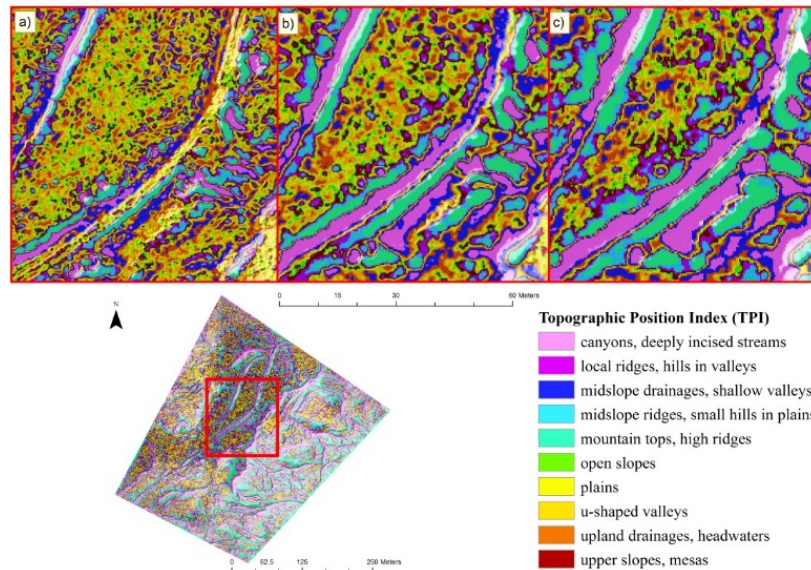 a)
b)
c)
0 15 30 60 Meters
N
Topographic Position Index (TPI)
canyons, deeply incised streams
local ridges, hills in valleys
midslope drainages, shallow valleys
midslope ridges, small hills in plains
mountain tops, high ridges
open slopes
plains
u-shaped valleys
upland drainages, headwaters
upper slopes, mesas
0 62.5 125 250 Meters